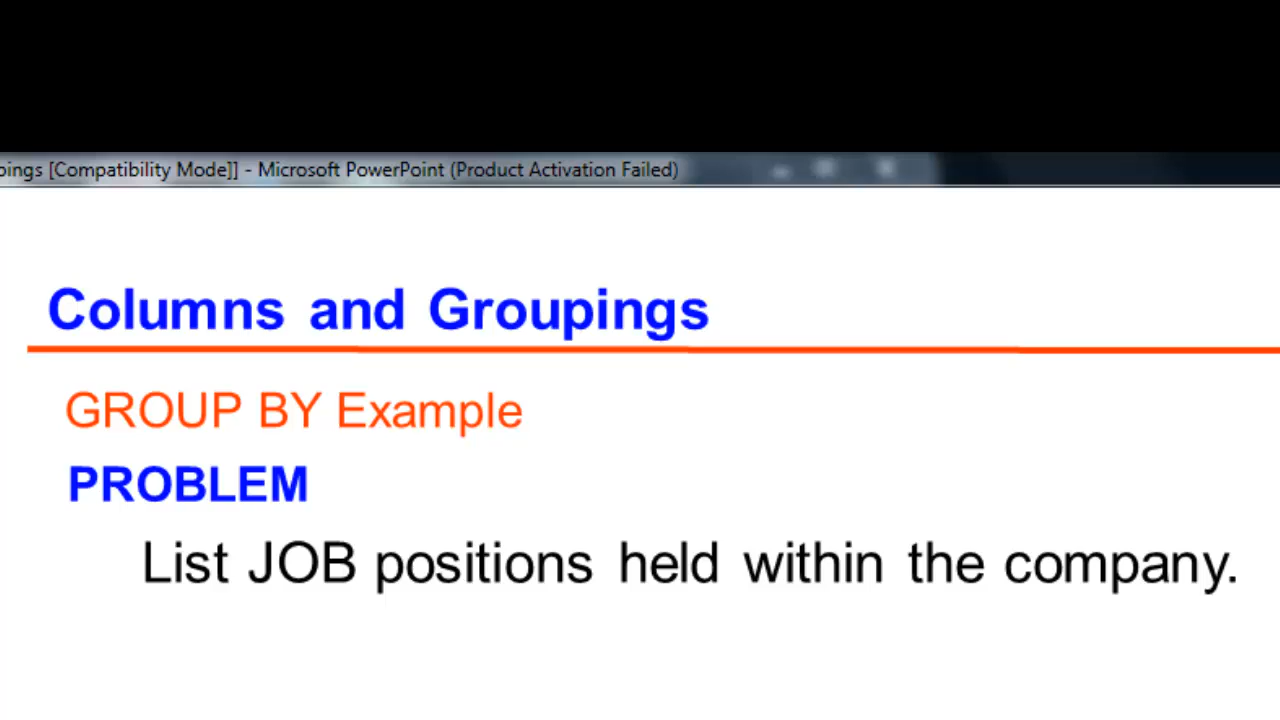 [Compatibility Mode]] - Microsoft PowerPoint (Product Activation Failed)
Columns and Groupings
GROUP BY Example
PROBLEM
List JOB positions held within the company.